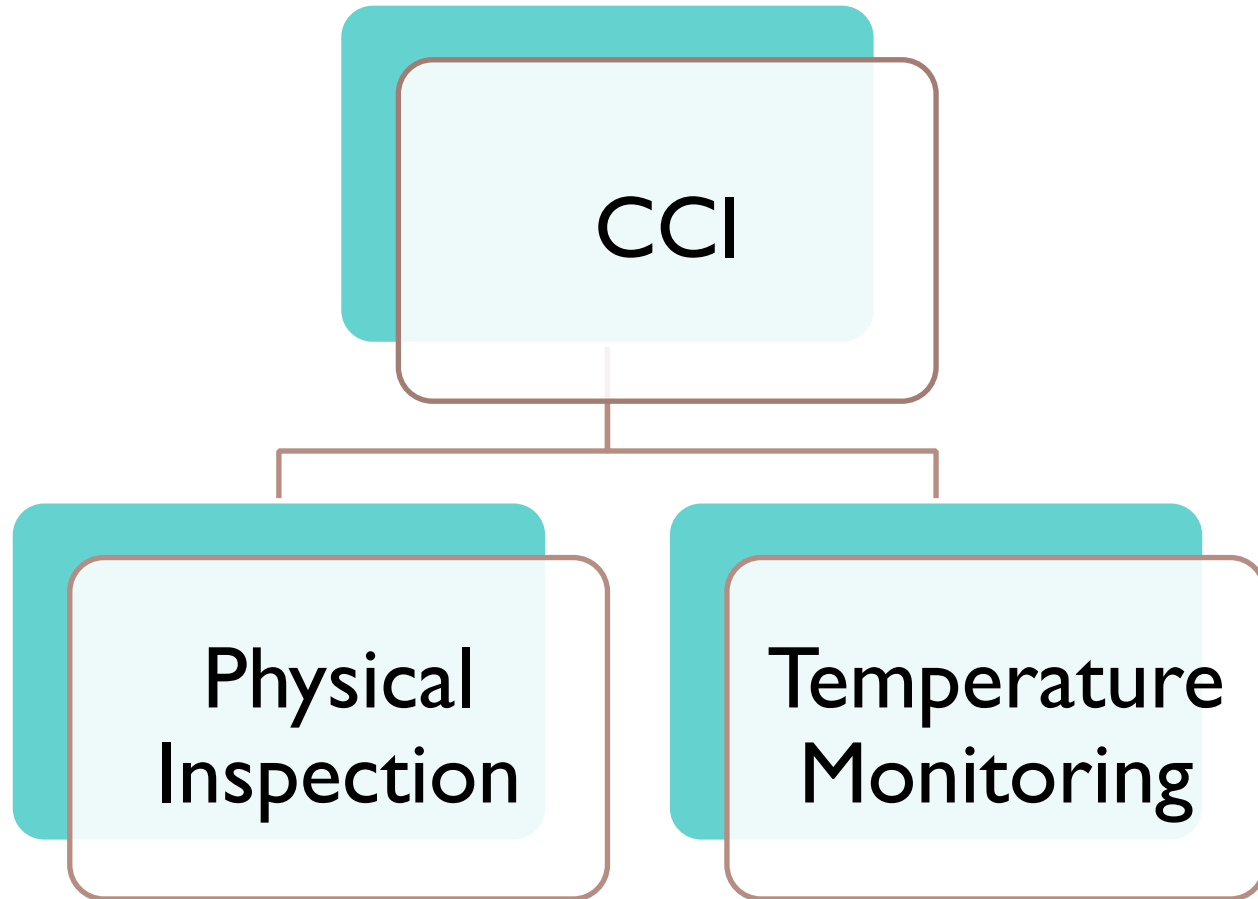 CCI
Physical
Inspection
Temperature
Monitoring